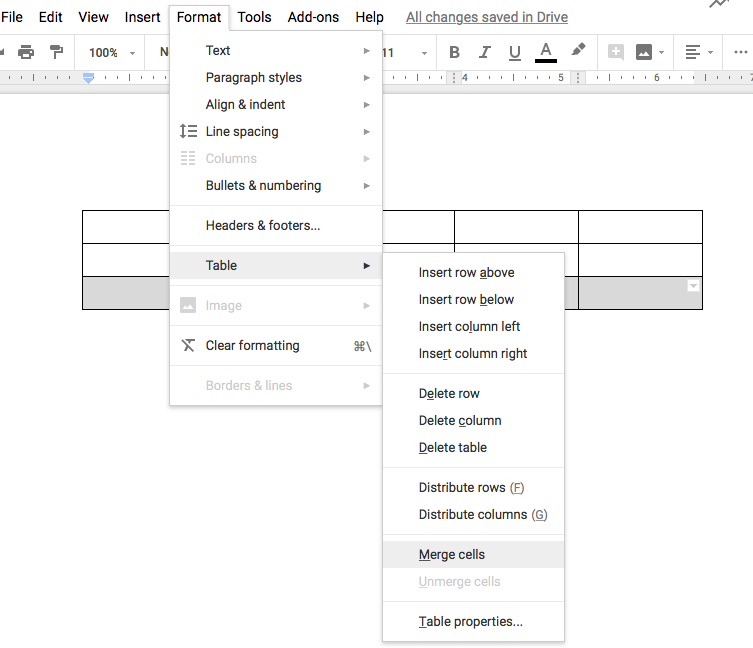 File Edit View Insert Format Tools Add-ons Help All changes saved in Drive
100% 11 B I U A
4 5 6
Text
Paragraph styles
Align & indent
Line spacing
Columns
Bullets & numbering
Headers & footers...
Table
Image
Clear formatting ⌘\
Borders & lines
Insert row above
Insert row below
Insert column left
Insert column right
Delete row
Delete column
Delete table
Distribute rows (F)
Distribute columns (G)
Merge cells
Unmerge cells
Table properties...